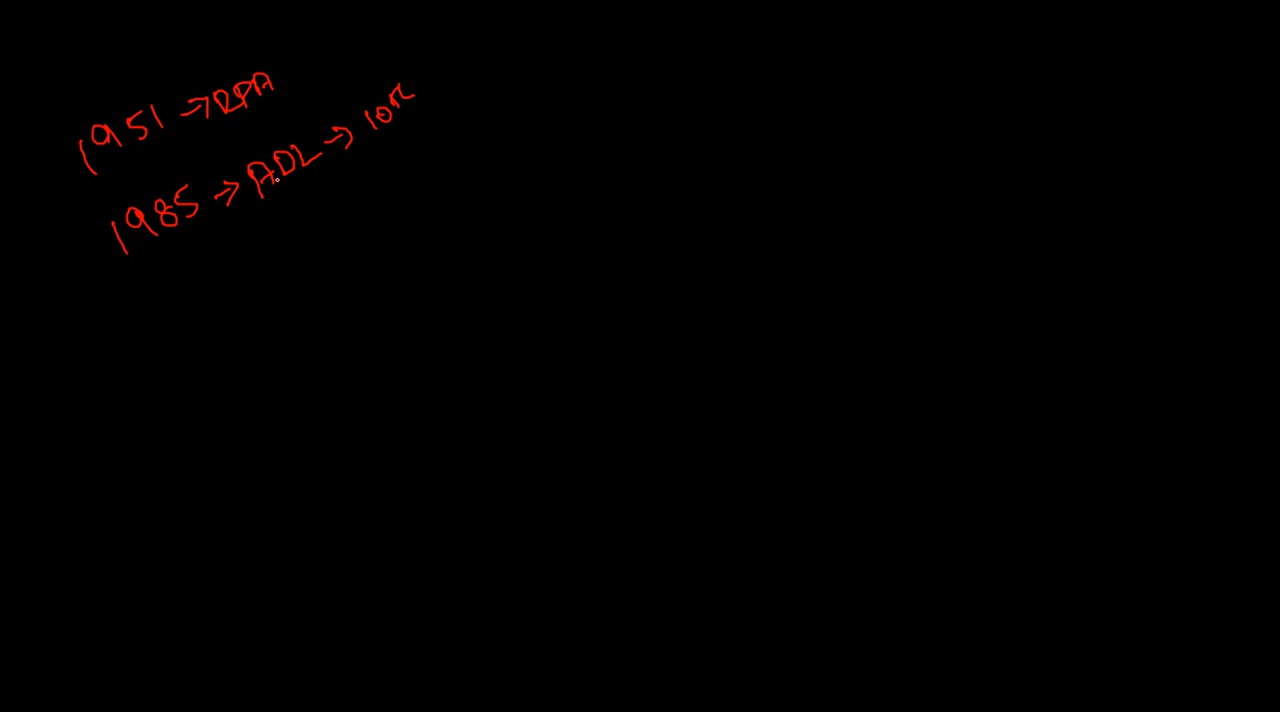 1951 → RPA
1985 → ADL → 10th